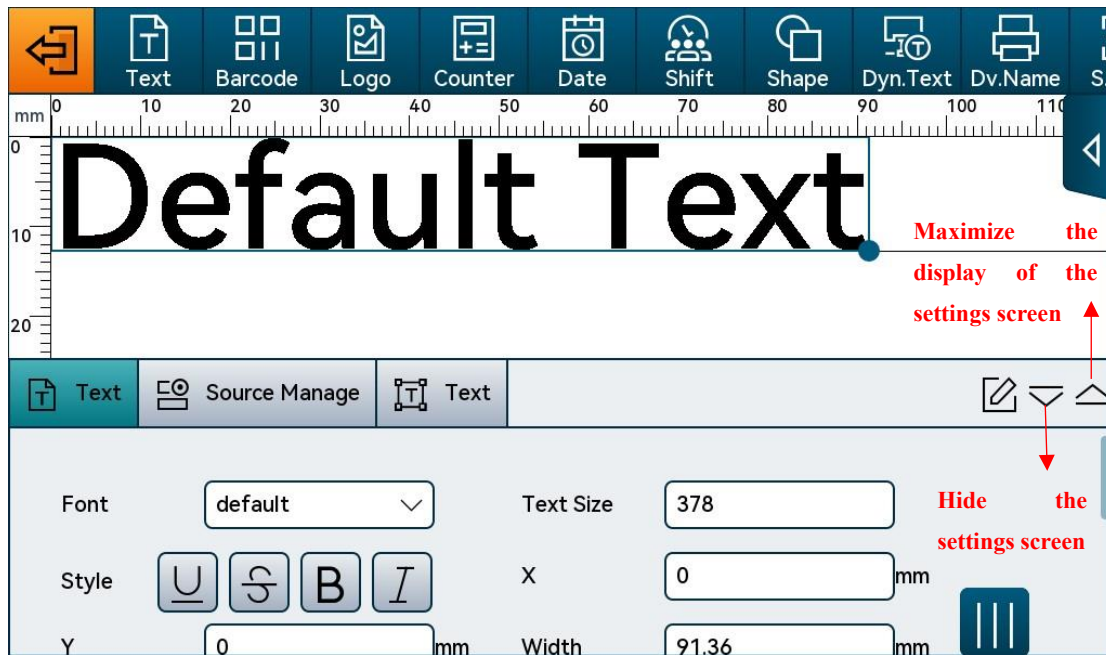 Text Barcode Logo Counter Date Shift Shape Dyn.Text Dv.Name S.
mm 0 10 20 30 40 50 60 70 80 90 100 110
0
Default Text
10
Maximize the
display of the
settings screen
20
Text Source Manage Text
Font default Text Size 378
Hide the
settings screen
Style U S B I X 0 mm
Y 0 mm Width 91.36 mm